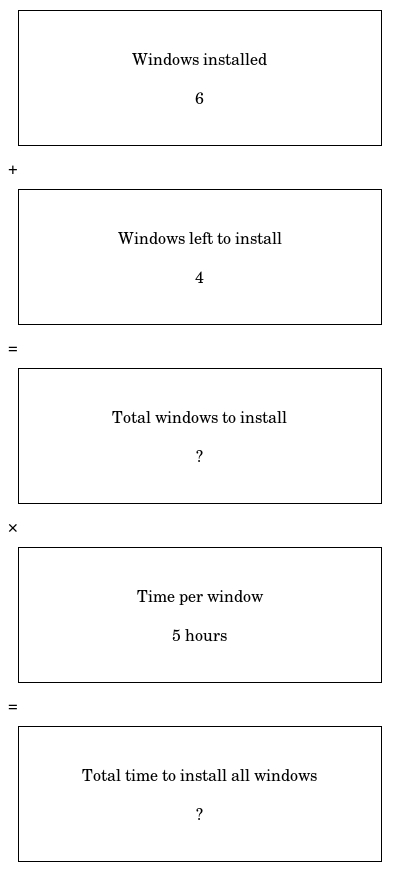 Windows installed
6
+
Windows left to install
4
=
Total windows to install
?
×
Time per window
5 hours
=
Total time to install all windows
?